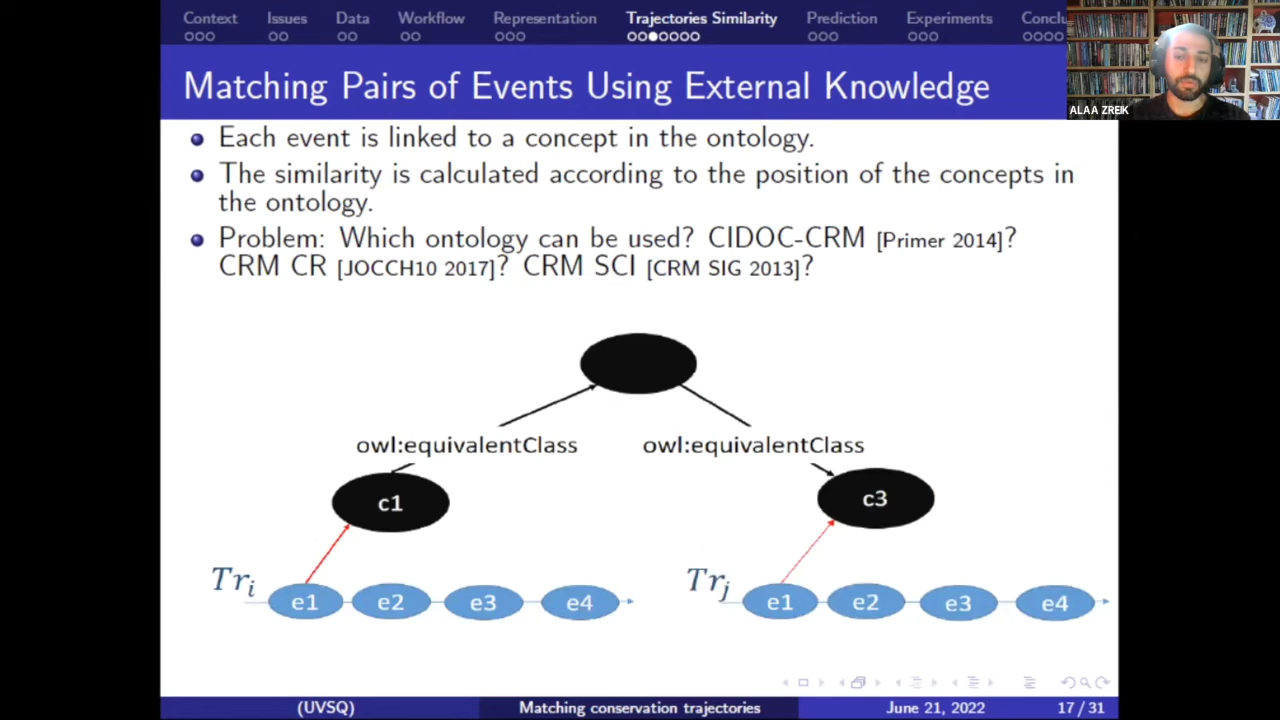 Context Issues Data Workflow Representation Trajectories Similarity Prediction Experiments Conclu
ALAA ZREIK
Matching Pairs of Events Using External Knowledge
Each event is linked to a concept in the ontology.
The similarity is calculated according to the position of the concepts in
the ontology.
Problem: Which ontology can be used? CIDOC-CRM [Primer 2014]?
CRM CR [JOCCH10 2017]? CRM SCI [CRM SIG 2013]?
owl:equivalentClass owl:equivalentClass
c1 c3
Tri Trj
e1 e2 e3 e4 e1 e2 e3 e4
(UVSQ) Matching conservation trajectories June 21, 2022 17 / 31